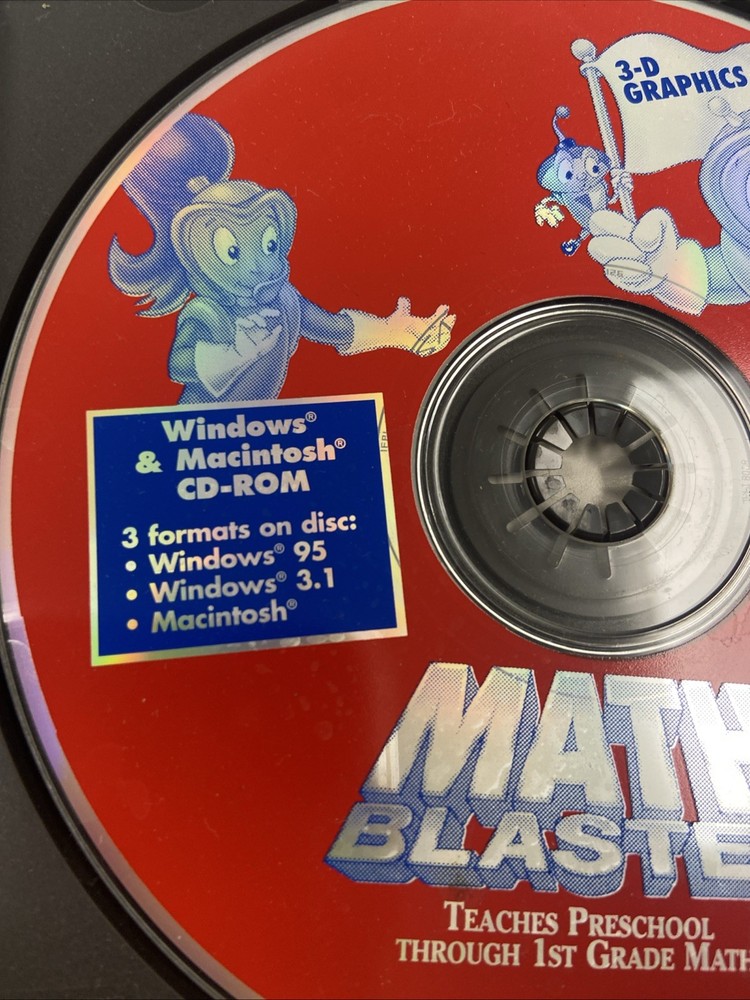 3-D
GRAPHICS
Windows®
& Macintosh®
CD-ROM
3 formats on disc:
• Windows® 95
• Windows® 3.1
• Macintosh®
MATH
BLASTE
TEACHES PRESCHOOL
THROUGH 1ST GRADE MATH